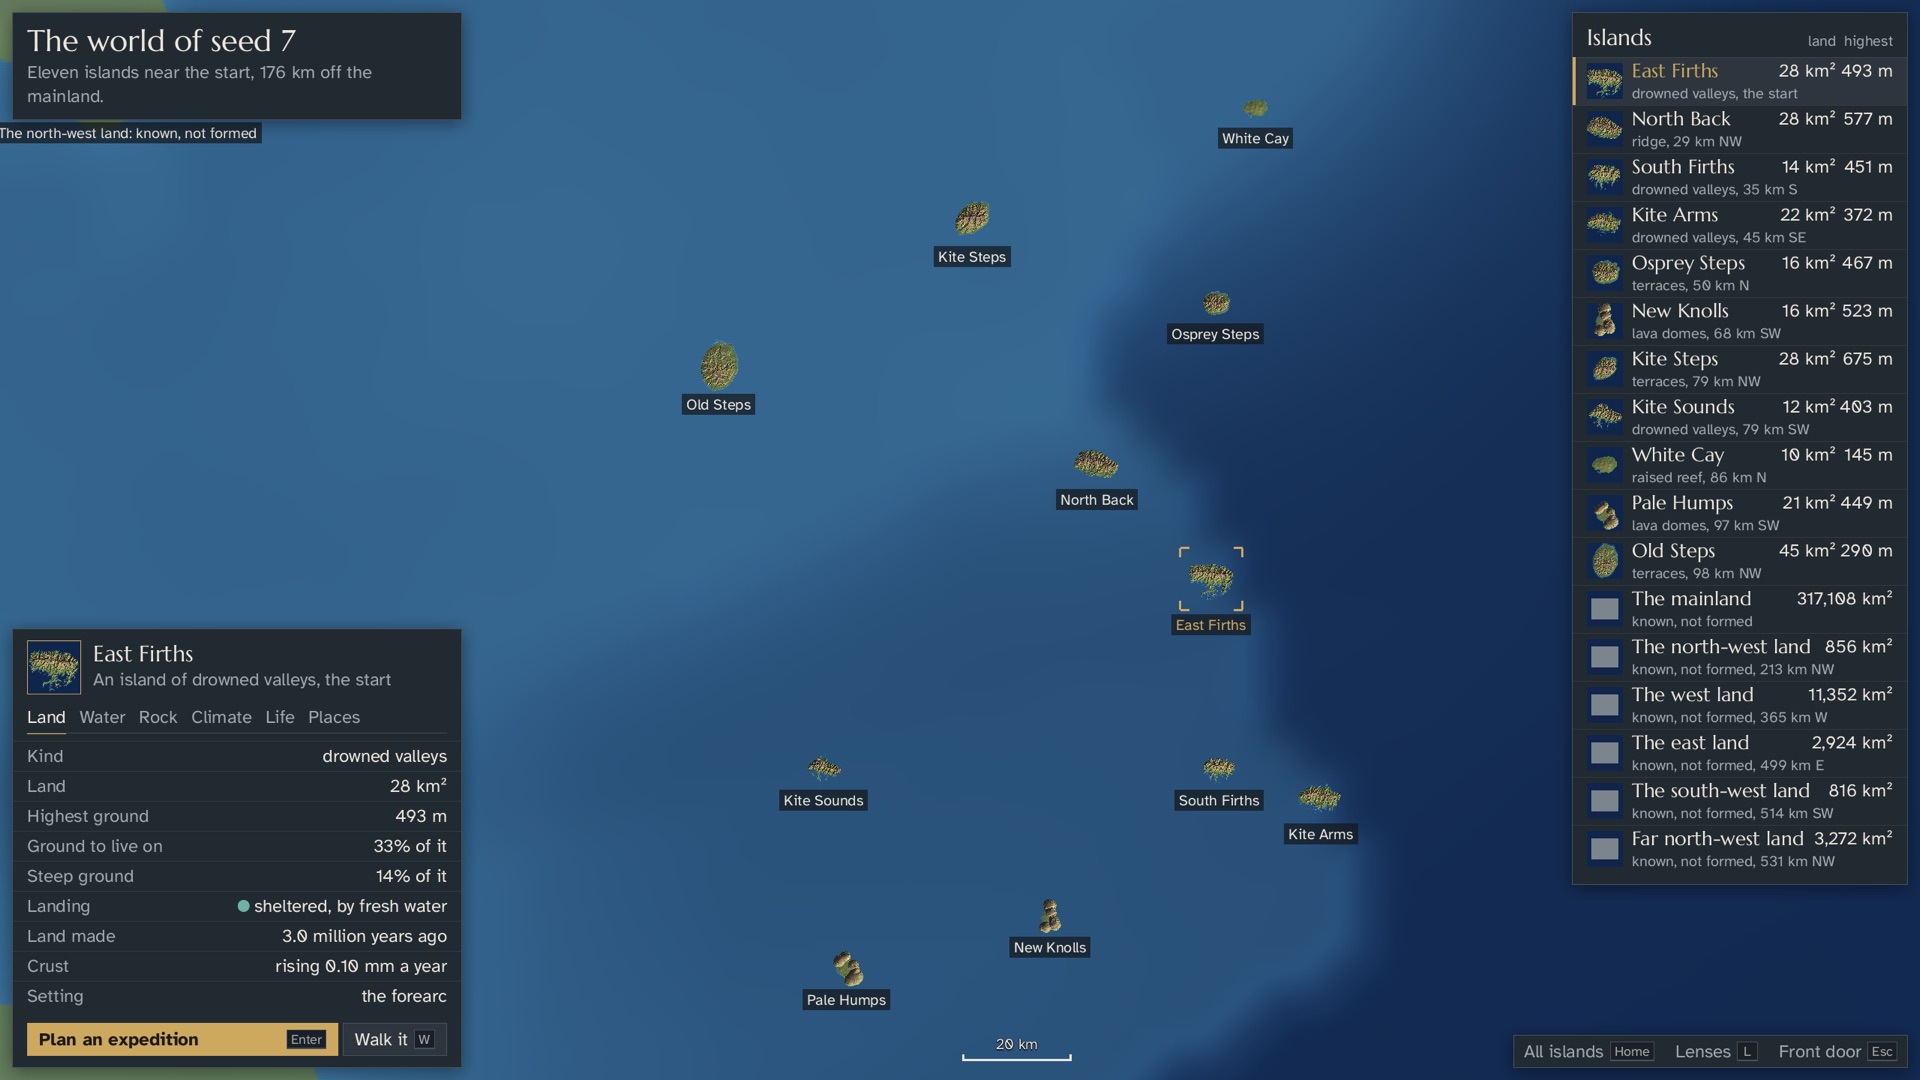 The world of seed 7
Eleven islands near the start, 176 km off the
mainland.
The north-west land: known, not formed
White Cay
Kite Steps
Osprey Steps
Old Steps
North Back
East Firths
Kite Sounds
South Firths
Kite Arms
New Knolls
Pale Humps
20 km
East Firths
An island of drowned valleys, the start
Land Water Rock Climate Life Places
Kind drowned valleys
Land 28 km²
Highest ground 493 m
Ground to live on 33% of it
Steep ground 14% of it
Landing sheltered, by fresh water
Land made 3.0 million years ago
Crust rising 0.10 mm a year
Setting the forearc
Plan an expedition Enter Walk it W
Islands land highest
East Firths 28 km² 493 m
drowned valleys, the start
North Back 28 km² 577 m
ridge, 29 km NW
South Firths 14 km² 451 m
drowned valleys, 35 km S
Kite Arms 22 km² 372 m
drowned valleys, 45 km SE
Osprey Steps 16 km² 467 m
terraces, 50 km N
New Knolls 16 km² 523 m
lava domes, 68 km SW
Kite Steps 28 km² 675 m
terraces, 79 km NW
Kite Sounds 12 km² 403 m
drowned valleys, 79 km SW
White Cay 10 km² 145 m
raised reef, 86 km N
Pale Humps 21 km² 449 m
lava domes, 97 km SW
Old Steps 45 km² 290 m
terraces, 98 km NW
The mainland 317,108 km²
known, not formed
The north-west land 856 km²
known, not formed, 213 km NW
The west land 11,352 km²
known, not formed, 365 km W
The east land 2,924 km²
known, not formed, 499 km E
The south-west land 816 km²
known, not formed, 514 km SW
Far north-west land 3,272 km²
known, not formed, 531 km NW
All islands Home Lenses L Front door Esc